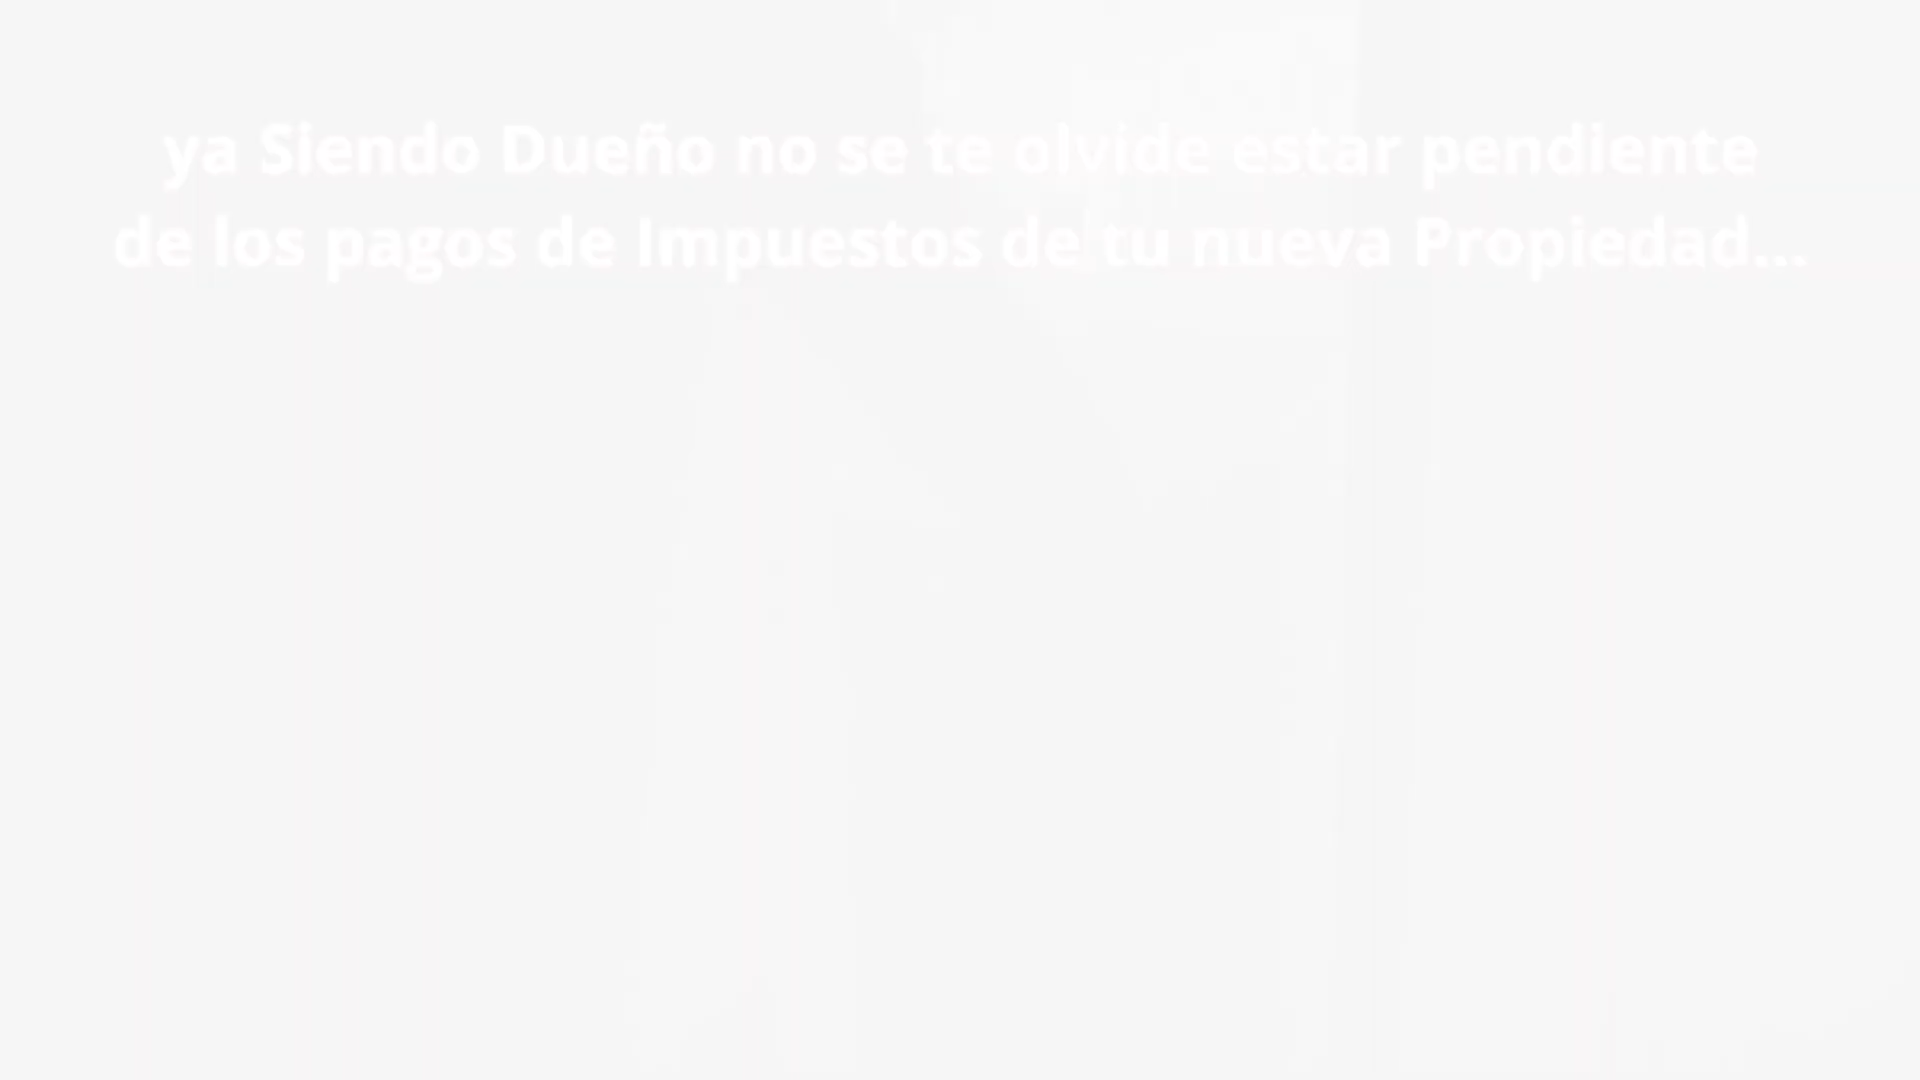 ya Siendo Dueño no se te olvide estar pendiente
de los pagos de Impuestos de tu nueva Propiedad...